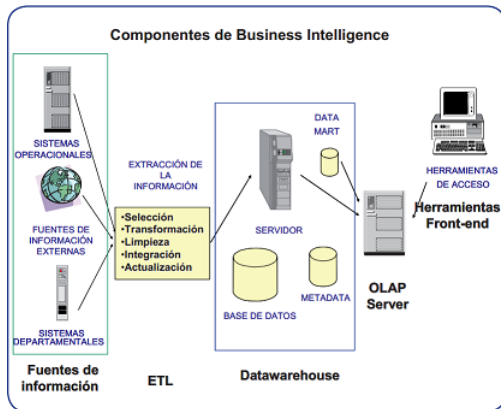 Componentes de Business Intelligence
SISTEMAS
OPERACIONALES
FUENTES DE
INFORMACIÓN
EXTERNAS
SISTEMAS
DEPARTAMENTALES
Fuentes de
información
EXTRACCIÓN DE
LA
INFORMACIÓN
•Selección
•Transformación
•Limpieza
•Integración
•Actualización
ETL
DATA
MART
SERVIDOR
BASE DE DATOS
METADATA
Datawarehouse
OLAP
Server
HERRAMIENTAS
DE ACCESO
Herramientas
Front-end